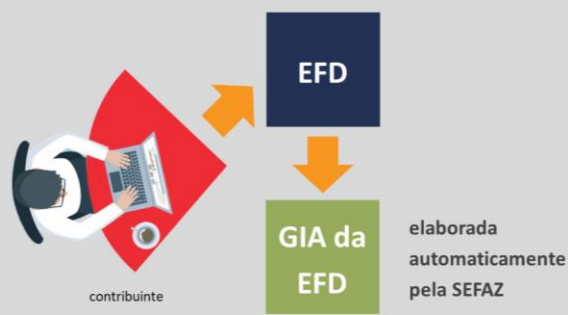 EFD
GIA da
EFD
elaborada
automaticamente
pela SEFAZ
contribuinte